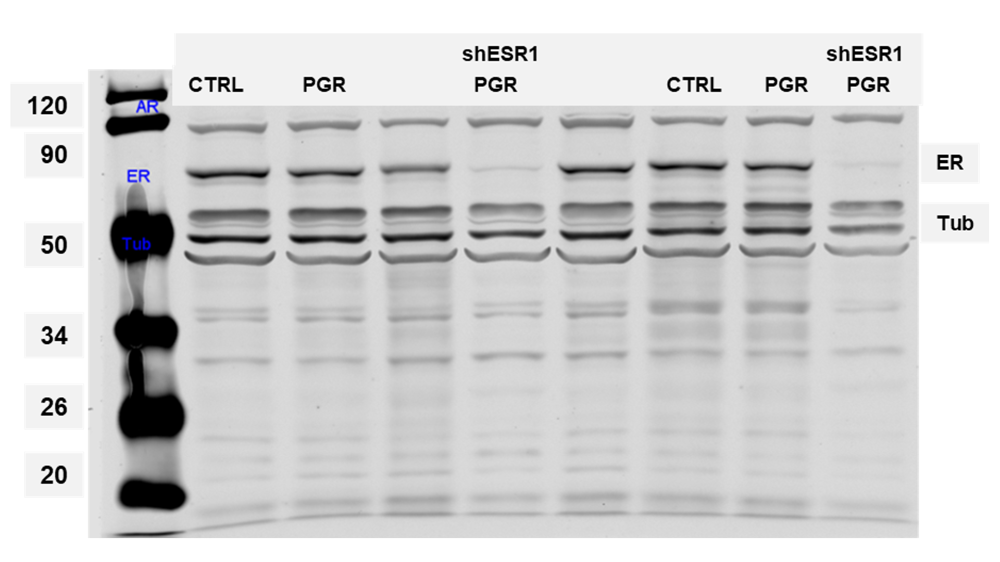 shESR1 shESR1
CTRL PGR PGR CTRL PGR PGR
120
AR
90
ER
ER
Tub
50
Tub
34
26
20